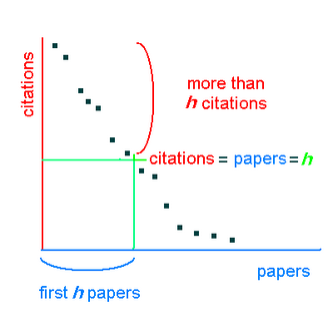 citations
more than
h citations
citations = papers = h
papers
first h papers